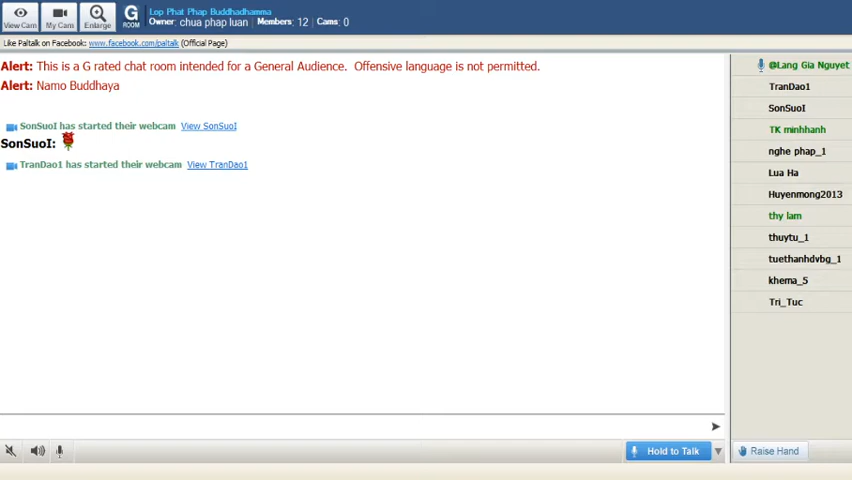 View Cam
My Cam
Enlarge
G
ROOM
Lop Phat Phap Buddhadhamma
Owner: chua phap luan Members: 12 Cams: 0
Like Paltalk on Facebook: www.facebook.com/paltalk (Official Page)
Alert: This is a G rated chat room intended for a General Audience. Offensive language is not permitted.
Alert: Namo Buddhaya
SonSuoI has started their webcam View SonSuoI
SonSuoI:
TranDao1 has started their webcam View TranDao1
@Lang Gia Nguyet
TranDao1
SonSuoI
TK minhhanh
nghe phap_1
Lua Ha
Huyenmong2013
thy lam
thuytu_1
tuethanhdvbg_1
khema_5
Tri_Tuc
Hold to Talk
Raise Hand